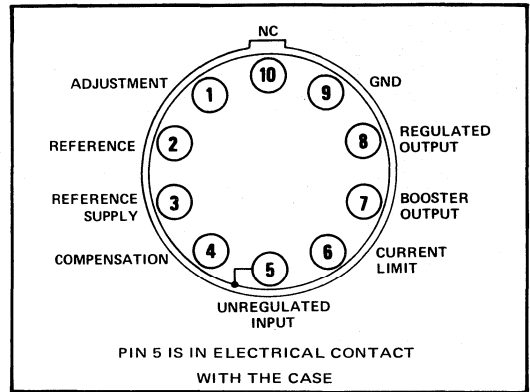 NC
10
ADJUSTMENT
1
9
GND
REFERENCE
2
8
REGULATED
OUTPUT
REFERENCE
SUPPLY
3
7
BOOSTER
OUTPUT
COMPENSATION
4
5
6
CURRENT
LIMIT
UNREGULATED
INPUT
PIN 5 IS IN ELECTRICAL CONTACT
WITH THE CASE